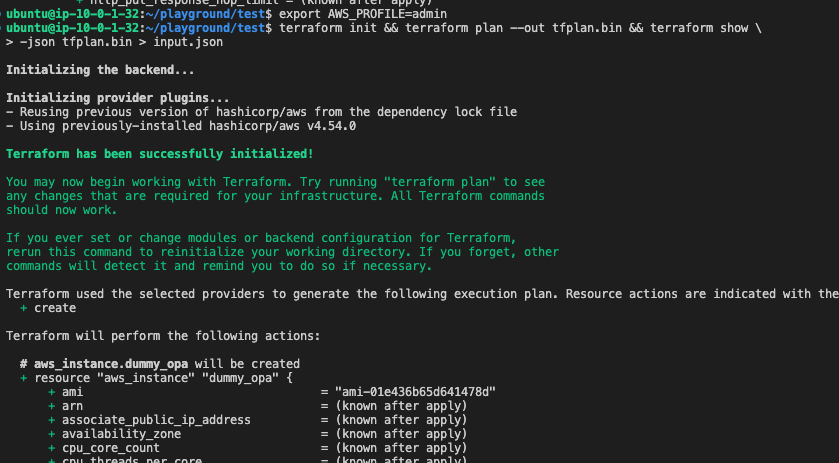 + http_put_response_hop_limit = (known after apply)
ubuntu@ip-10-0-1-32:~/playground/test$ export AWS_PROFILE=admin
ubuntu@ip-10-0-1-32:~/playground/test$ terraform init && terraform plan --out tfplan.bin && terraform show \
> -json tfplan.bin > input.json
Initializing the backend...
Initializing provider plugins...
- Reusing previous version of hashicorp/aws from the dependency lock file
- Using previously-installed hashicorp/aws v4.54.0
Terraform has been successfully initialized!
You may now begin working with Terraform. Try running "terraform plan" to see
any changes that are required for your infrastructure. All Terraform commands
should now work.
If you ever set or change modules or backend configuration for Terraform,
rerun this command to reinitialize your working directory. If you forget, other
commands will detect it and remind you to do so if necessary.
Terraform used the selected providers to generate the following execution plan. Resource actions are indicated with the
+ create
Terraform will perform the following actions:
# aws_instance.dummy_opa will be created
+ resource "aws_instance" "dummy_opa" {
+ ami = "ami-01e436b65d641478d"
+ arn = (known after apply)
+ associate_public_ip_address = (known after apply)
+ availability_zone = (known after apply)
+ cpu_core_count = (known after apply)
+ cpu_threads_per_core = (known after apply)